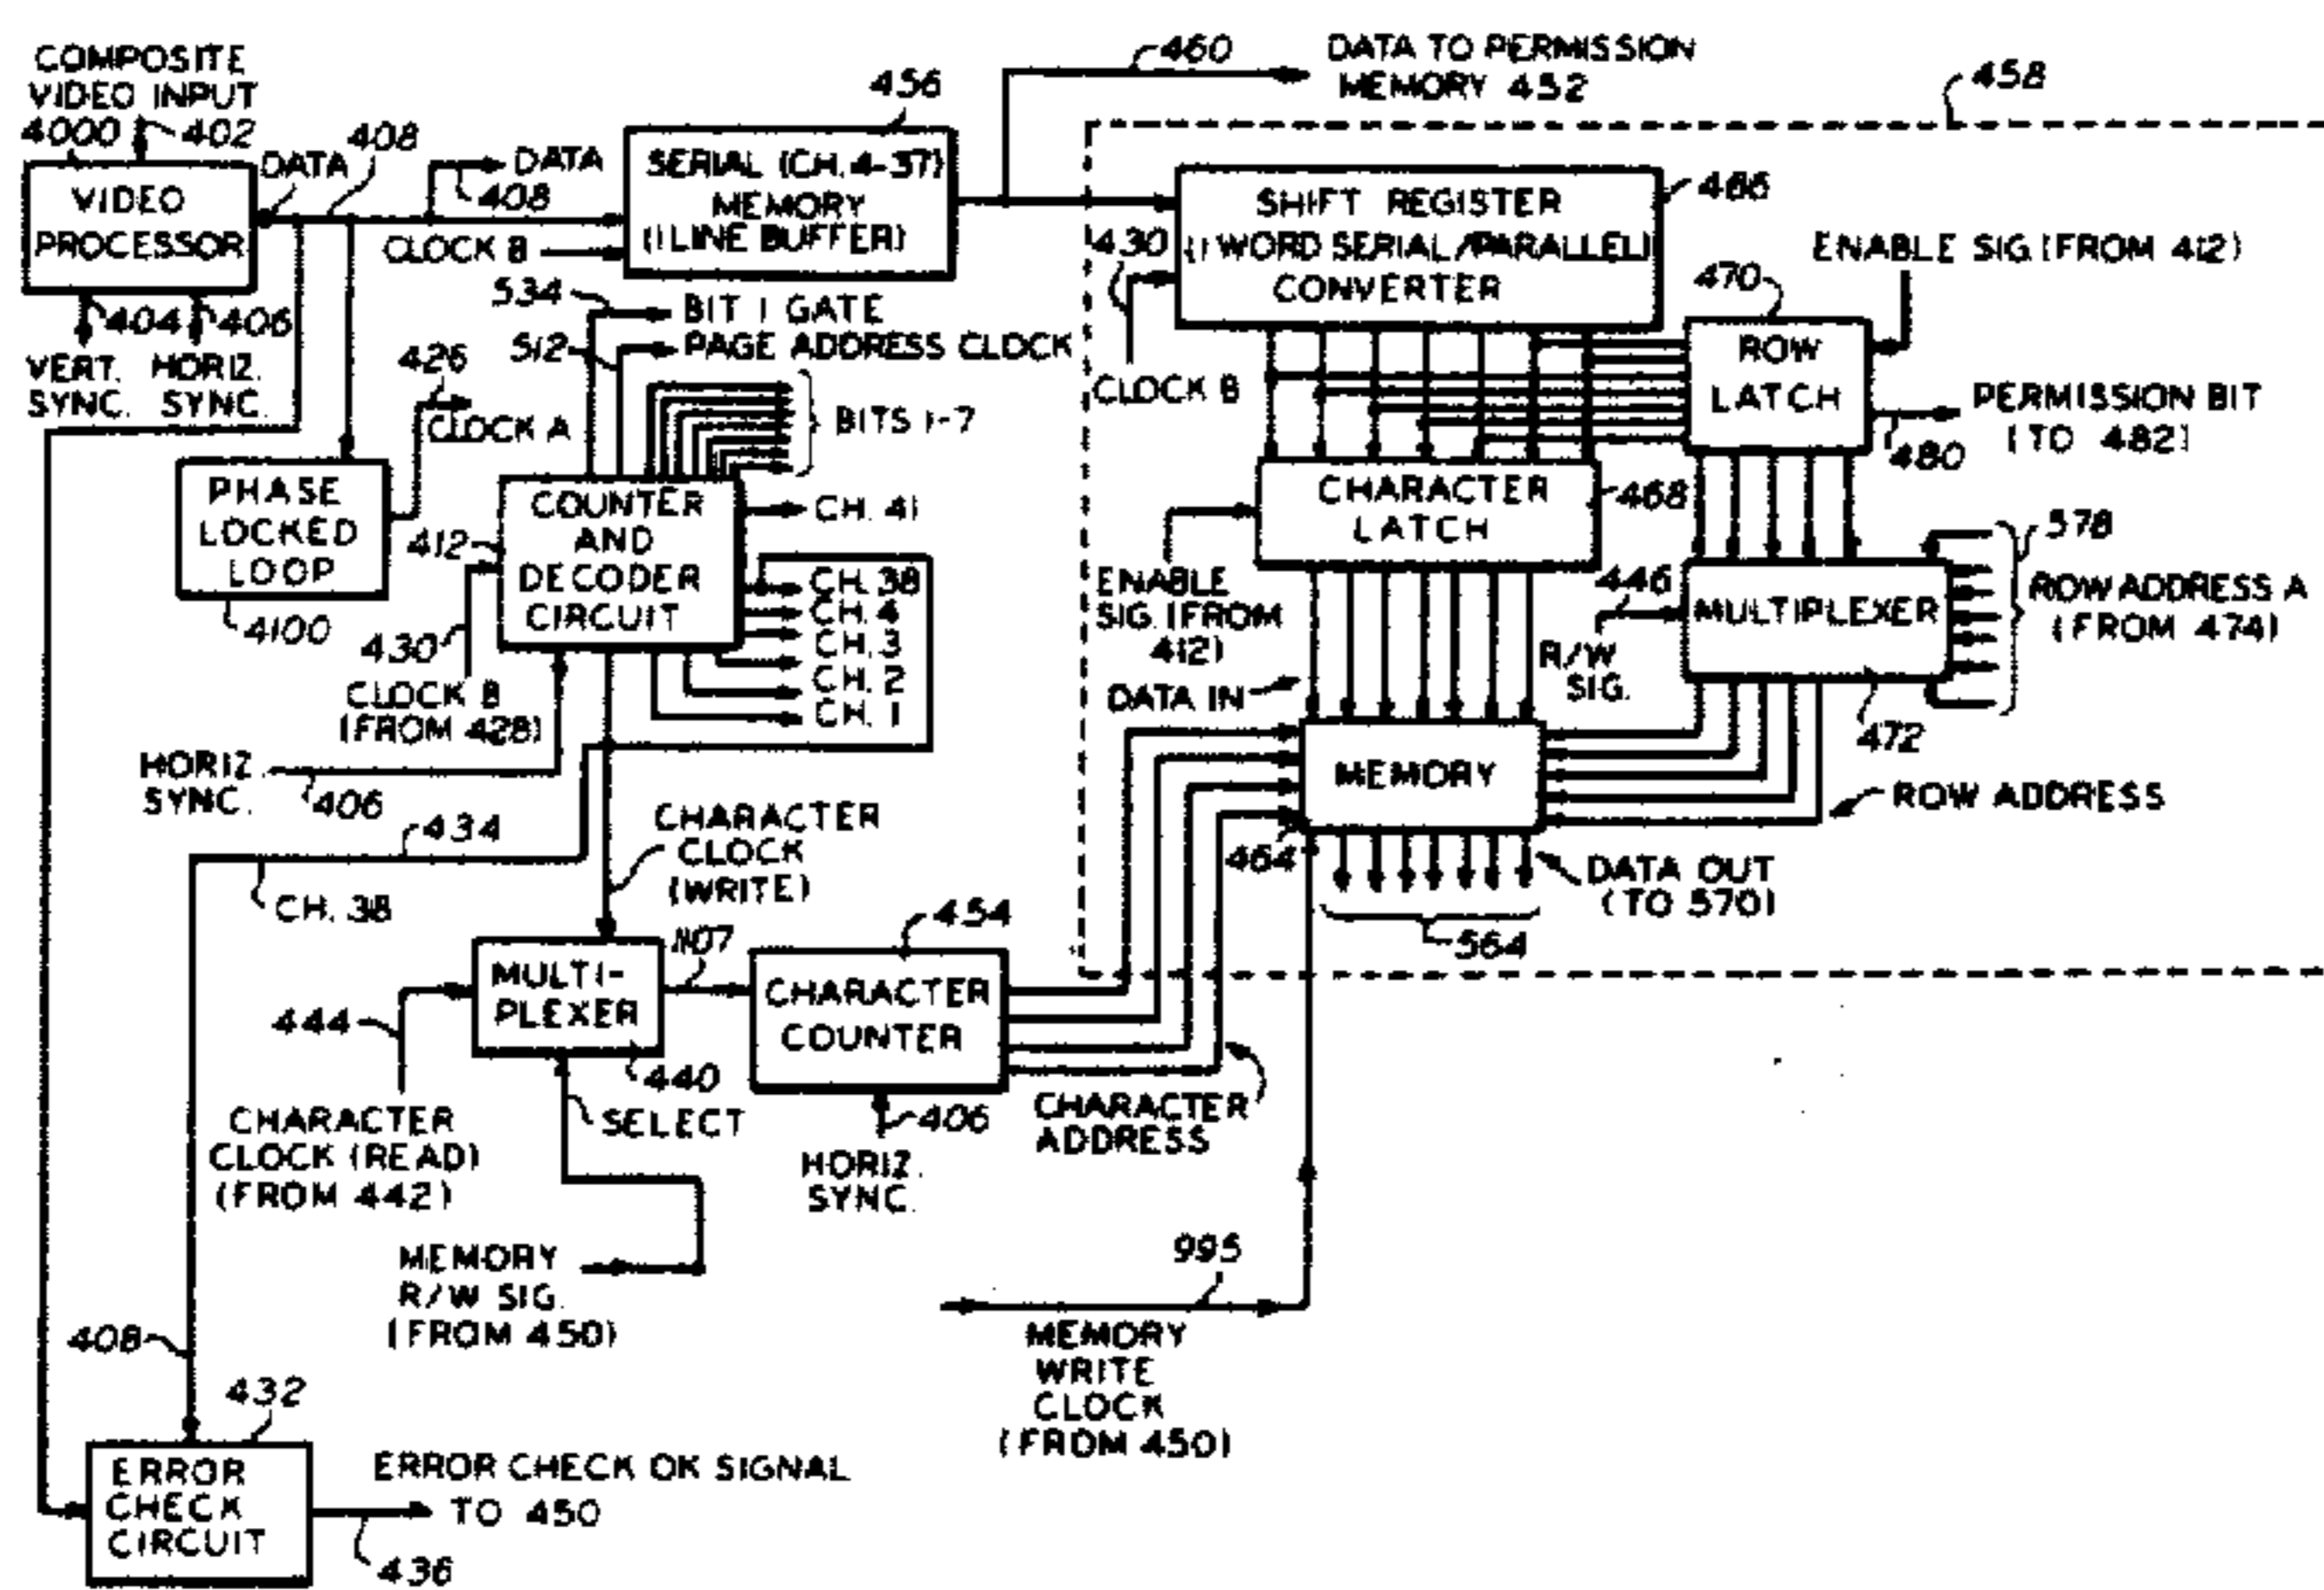 COMPOSITE
VIDEO INPUT
4000
402
408
DATA
VIDEO
PROCESSOR
404
406
VERT.
SYNC.
HORIZ.
SYNC.
DATA
408
CLOCK B
456
SERIAL (CH. 4-37)
MEMORY
(1 LINE BUFFER)
460
DATA TO PERMISSION
MEMORY 452
458
SHIFT REGISTER
(1 WORD SERIAL/PARALLEL)
CONVERTER
466
430
CLOCK B
ENABLE SIG. (FROM 412)
470
ROW
LATCH
PERMISSION BIT
(TO 482)
480
534
BIT 1 GATE
512
PAGE ADDRESS CLOCK
BITS 1-7
426
CLOCK A
PHASE
LOCKED
LOOP
4100
412
COUNTER
AND
DECODER
CIRCUIT
CH. 41
CH. 38
CH. 4
CH. 3
CH. 2
CH. 1
430
CLOCK B
(FROM 428)
HORIZ.
SYNC.
406
434
CH. 38
CHARACTER
LATCH
468
ENABLE
SIG. (FROM
412)
DATA IN
446
R/W
SIG.
MULTIPLEXER
578
ROW ADDRESS A
(FROM 474)
472
MEMORY
ROW ADDRESS
464
DATA OUT
(TO 570)
564
CHARACTER
CLOCK
(WRITE)
MULTI-
PLEXER
1107
454
CHARACTER
COUNTER
444
440
SELECT
CHARACTER
CLOCK (READ)
(FROM 442)
406
HORIZ.
SYNC.
CHARACTER
ADDRESS
MEMORY
R/W SIG.
(FROM 450)
995
MEMORY
WRITE
CLOCK
(FROM 450)
408
432
ERROR
CHECK
CIRCUIT
ERROR CHECK OK SIGNAL
TO 450
436